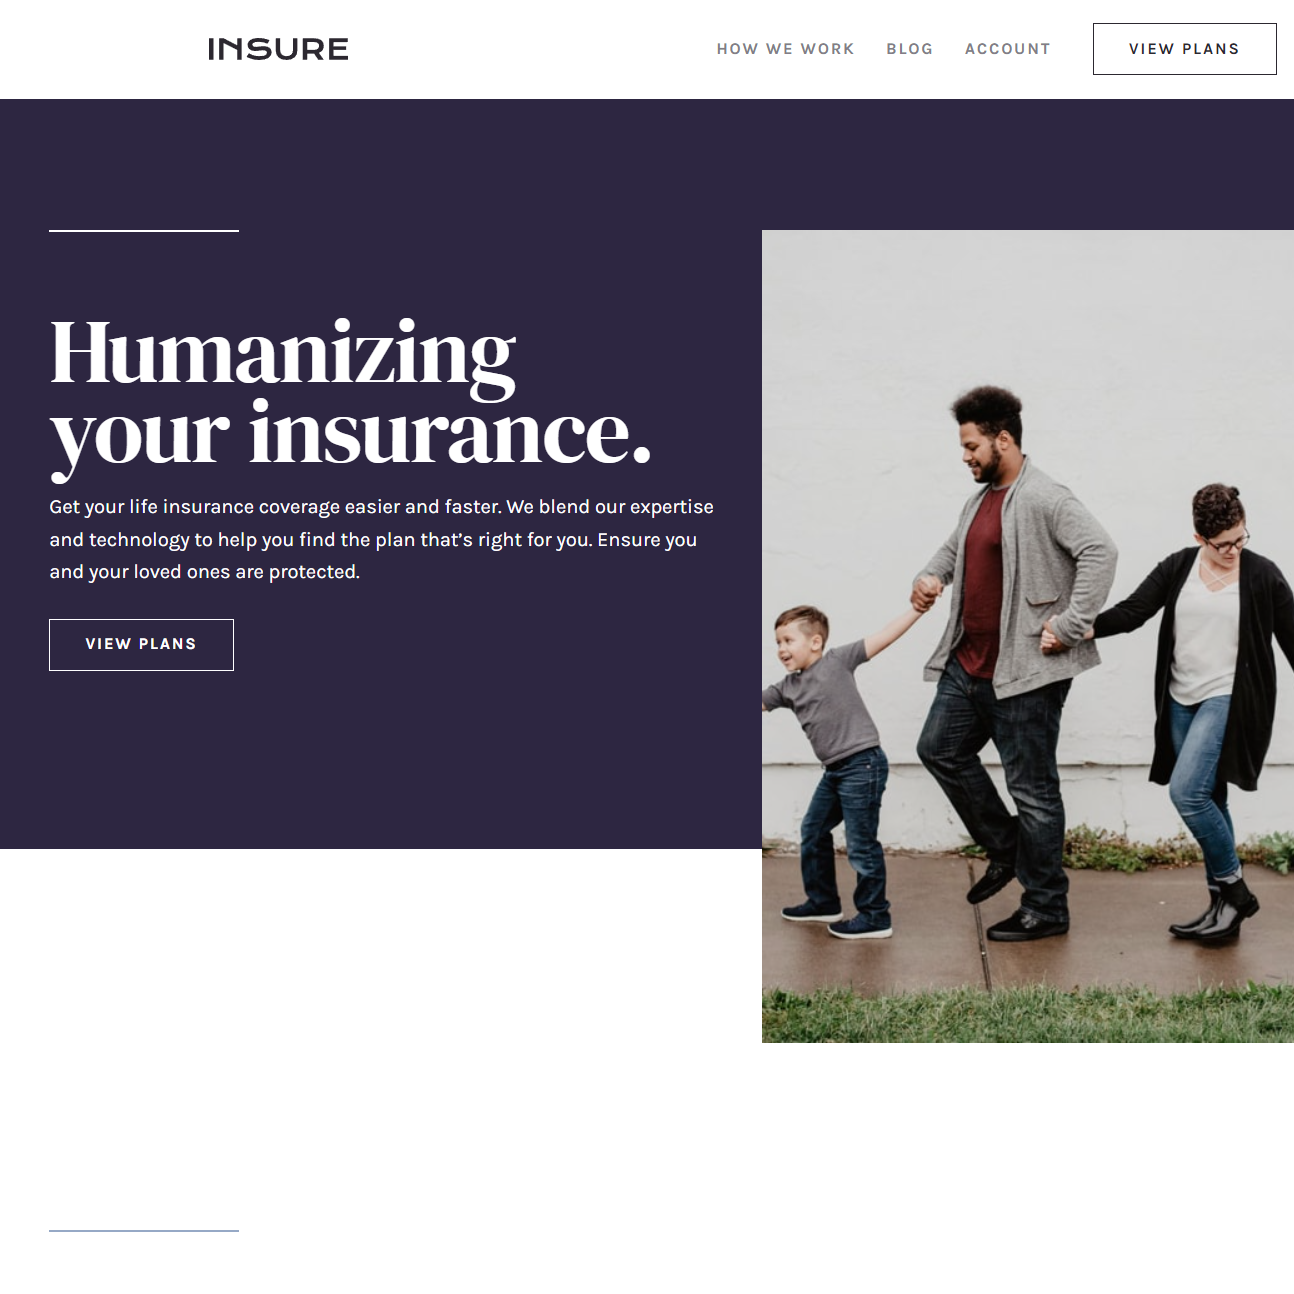 INSURE
HOW WE WORK BLOG ACCOUNT VIEW PLANS
Humanizing
your insurance.
Get your life insurance coverage easier and faster. We blend our expertise
and technology to help you find the plan that’s right for you. Ensure you
and your loved ones are protected.
VIEW PLANS